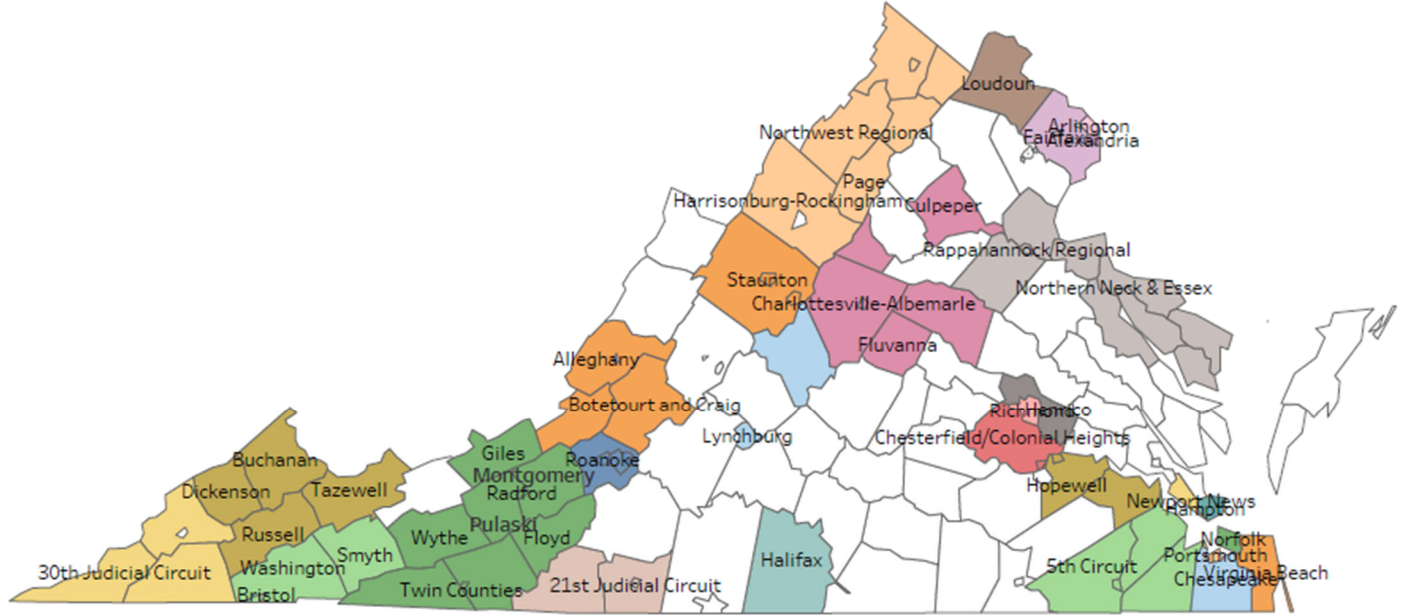 Loudoun
Arlington
Northwest Regional
Fairfax
Alexandria
Page
Harrisonburg-Rockingham
Culpeper
Rappahannock Regional
Staunton
Northern Neck & Essex
Charlottesville-Albemarle
Fluvanna
Alleghany
Botetourt and Craig
Richmond
Henrico
Lynchburg
Chesterfield/Colonial Heights
Giles
Buchanan
Roanoke
Montgomery
Dickenson
Tazewell
Radford
Hopewell
Newport News
Hampton
Pulaski
Russell
Wythe
Floyd
Norfolk
Smyth
Portsmouth
Halifax
Washington
5th Circuit
30th Judicial Circuit
Virginia Beach
Chesapeake
21st Judicial Circuit
Twin Counties
Bristol